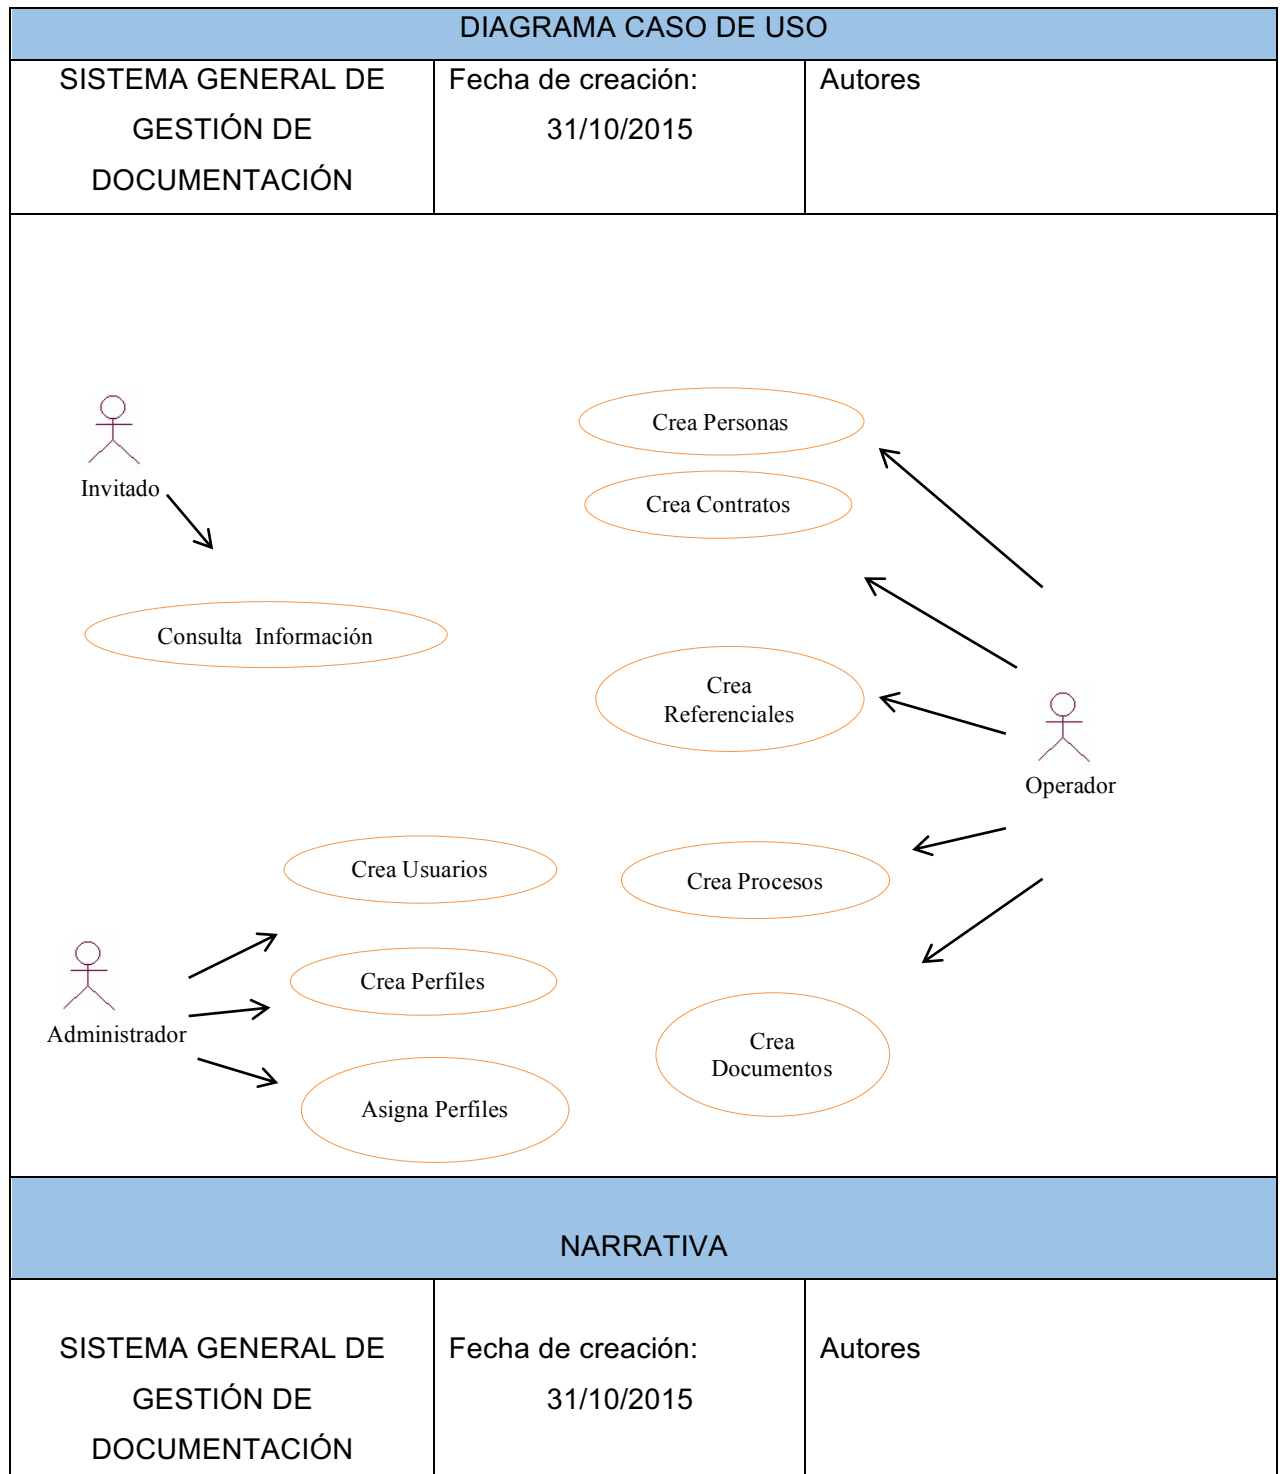 DIAGRAMA CASO DE USO
SISTEMA GENERAL DE
GESTIÓN DE
DOCUMENTACIÓN
Fecha de creación:
31/10/2015
Autores
Invitado
Consulta Información
Crea Personas
Crea Contratos
Crea
Referenciales
Operador
Crea Usuarios
Crea Procesos
Administrador
Crea Perfiles
Asigna Perfiles
Crea
Documentos
NARRATIVA
SISTEMA GENERAL DE
GESTIÓN DE
DOCUMENTACIÓN
Fecha de creación:
31/10/2015
Autores